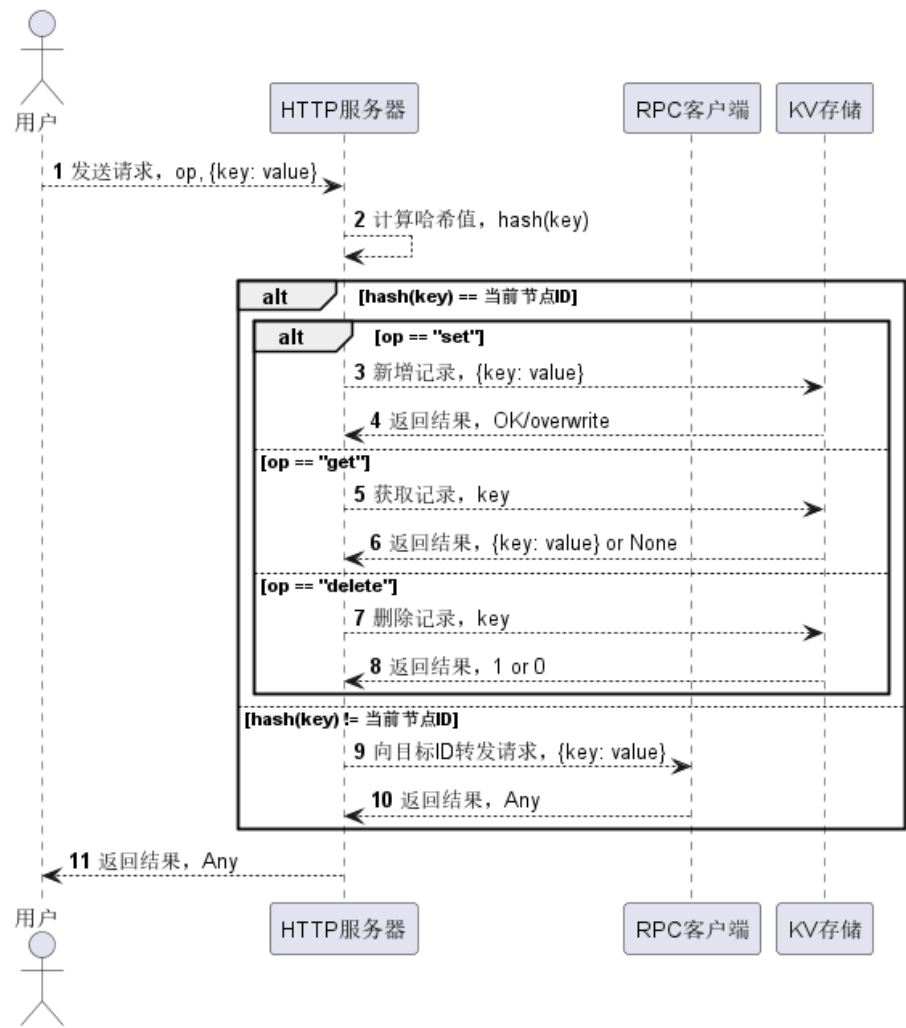 用户
HTTP服务器
RPC客户端
KV存储
1 发送请求，op, {key: value}
2 计算哈希值，hash(key)
alt [hash(key) == 当前节点ID]
alt [op == "set"]
3 新增记录，{key: value}
4 返回结果，OK/overwrite
[op == "get"]
5 获取记录，key
6 返回结果，{key: value} or None
[op == "delete"]
7 删除记录，key
8 返回结果，1 or 0
[hash(key) != 当前节点ID]
9 向目标ID转发请求，{key: value}
10 返回结果，Any
11 返回结果，Any
用户
HTTP服务器
RPC客户端
KV存储